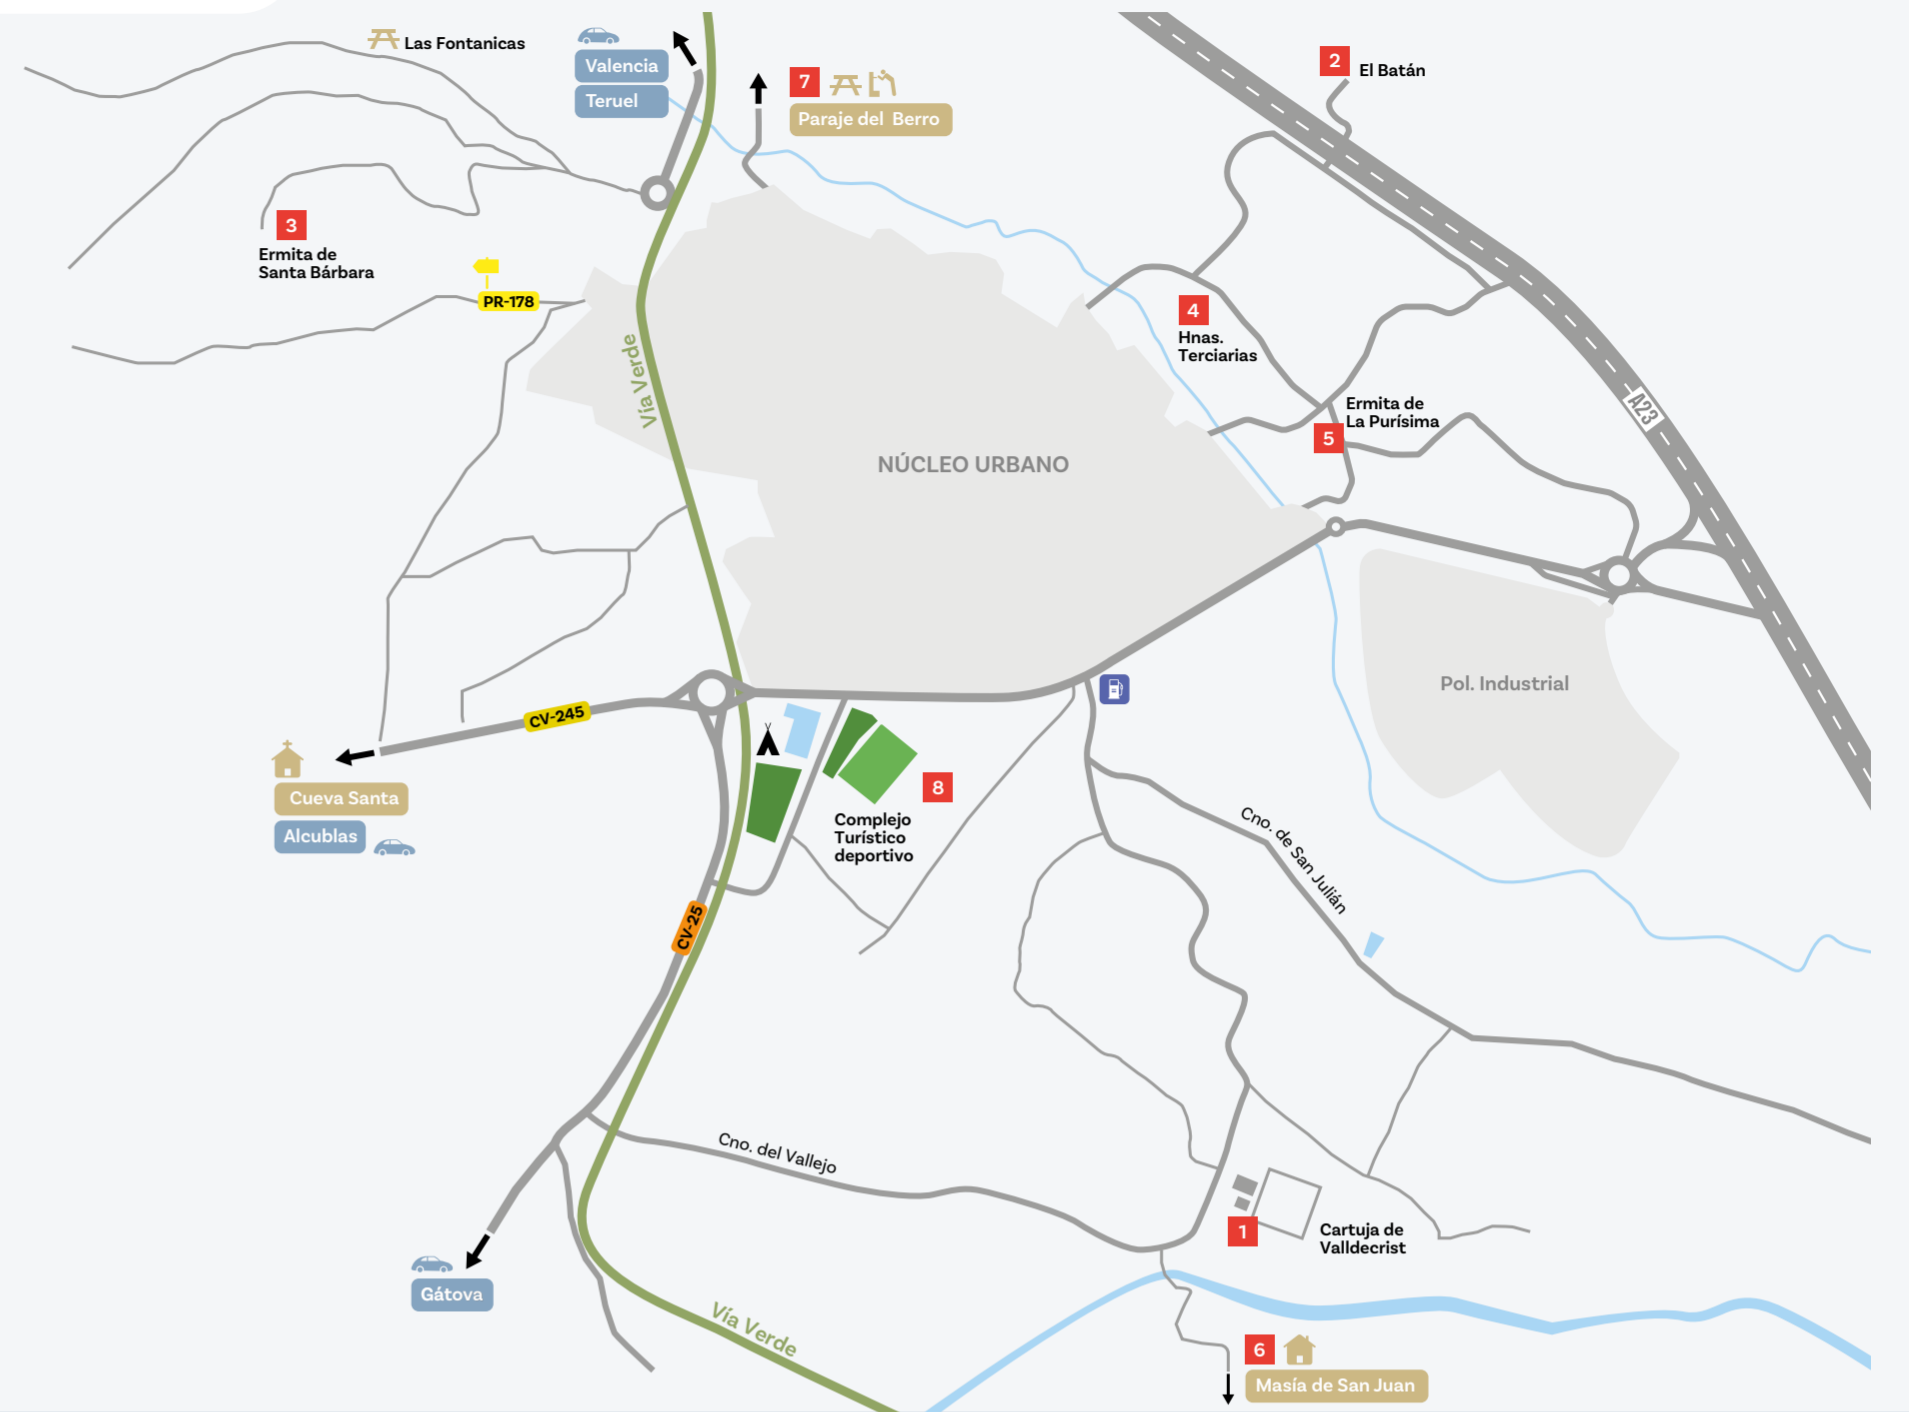 Las Fontanicas
Valencia
Teruel
7
Paraje del Berro
2
El Batán
3
Ermita de
Santa Bárbara
PR-178
Vía Verde
4
Hnas.
Terciarias
A23
Ermita de
La Purísima
5
NÚCLEO URBANO
Pol. Industrial
CV-245
Cueva Santa
Alcublas
8
Complejo
Turístico
deportivo
Cno. de San Julián
CV-25
Cno. del Vallejo
1
Cartuja de
Valldecrist
Gátova
Vía Verde
6
Masía de San Juan